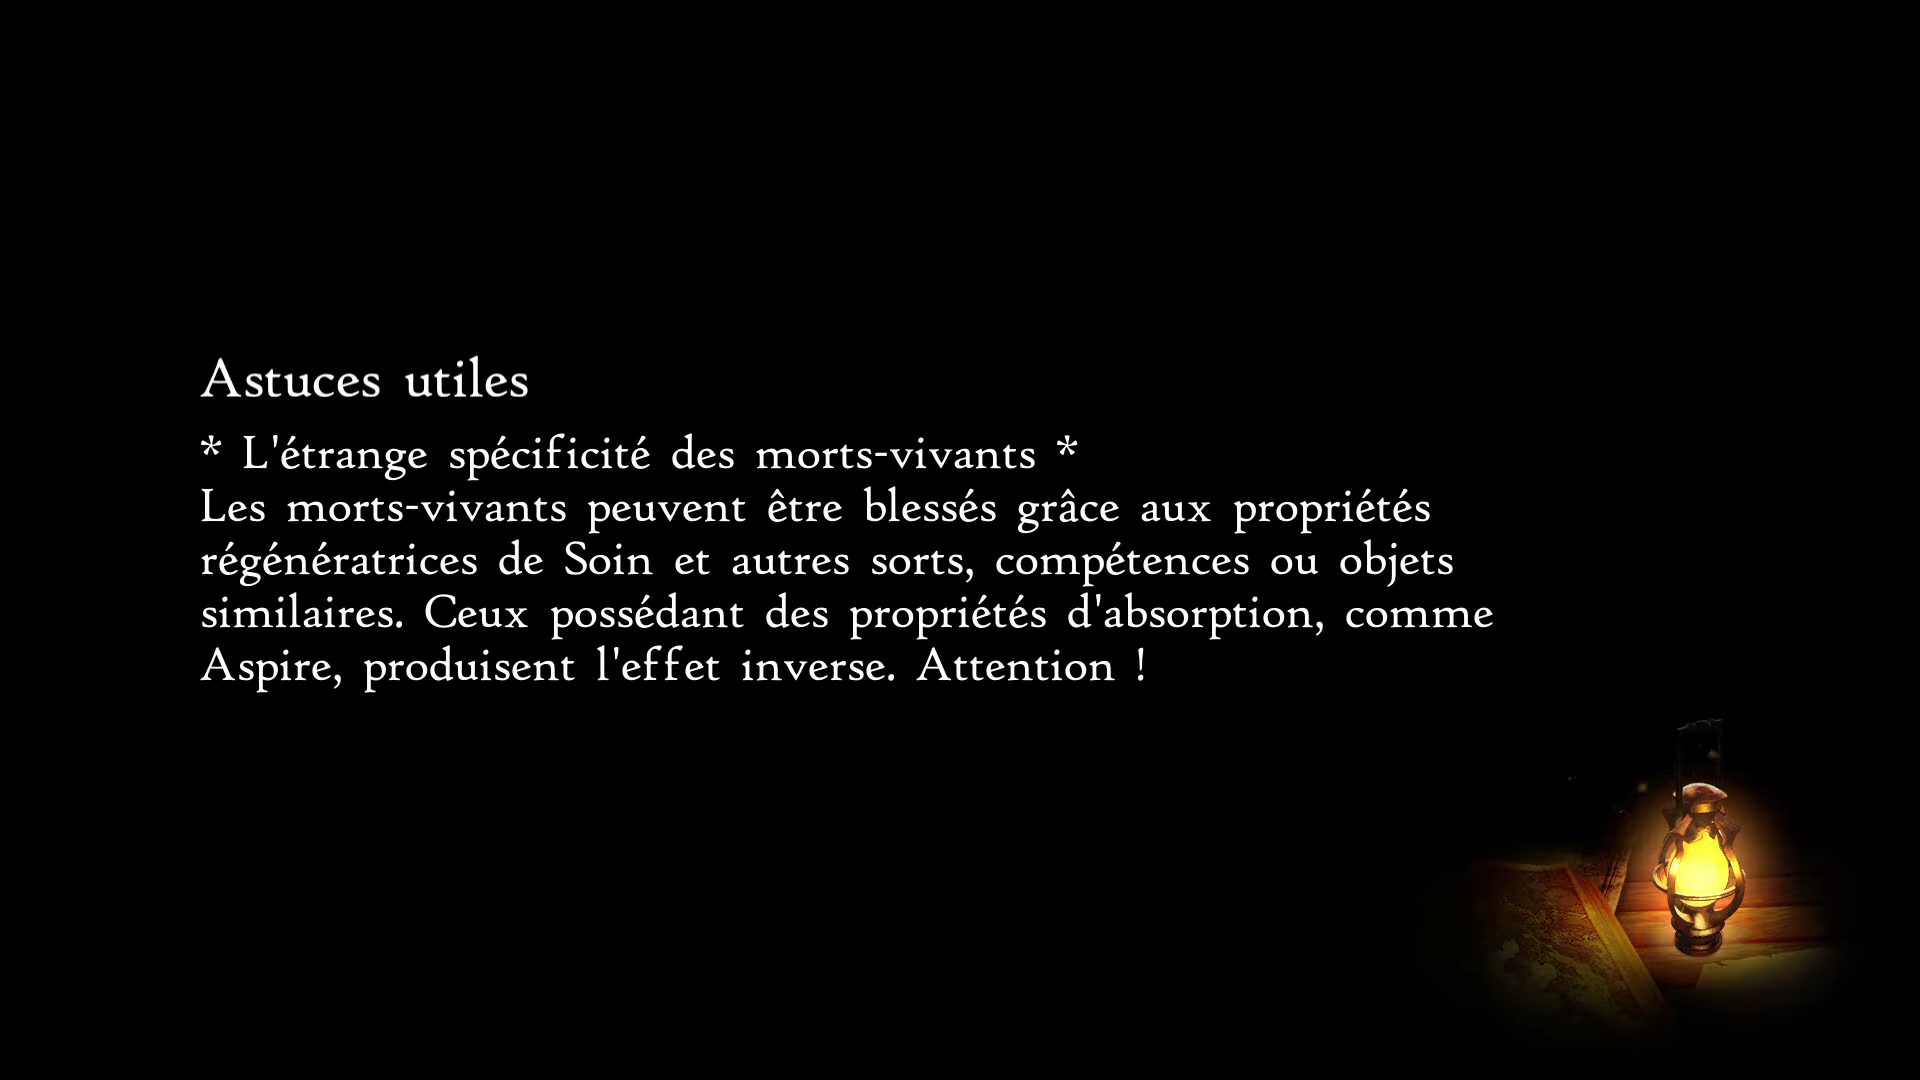 Astuces utiles
* L'étrange spécificité des morts-vivants *
Les morts-vivants peuvent être blessés grâce aux propriétés
régénératrices de Soin et autres sorts, compétences ou objets
similaires. Ceux possédant des propriétés d'absorption, comme
Aspire, produisent l'effet inverse. Attention !